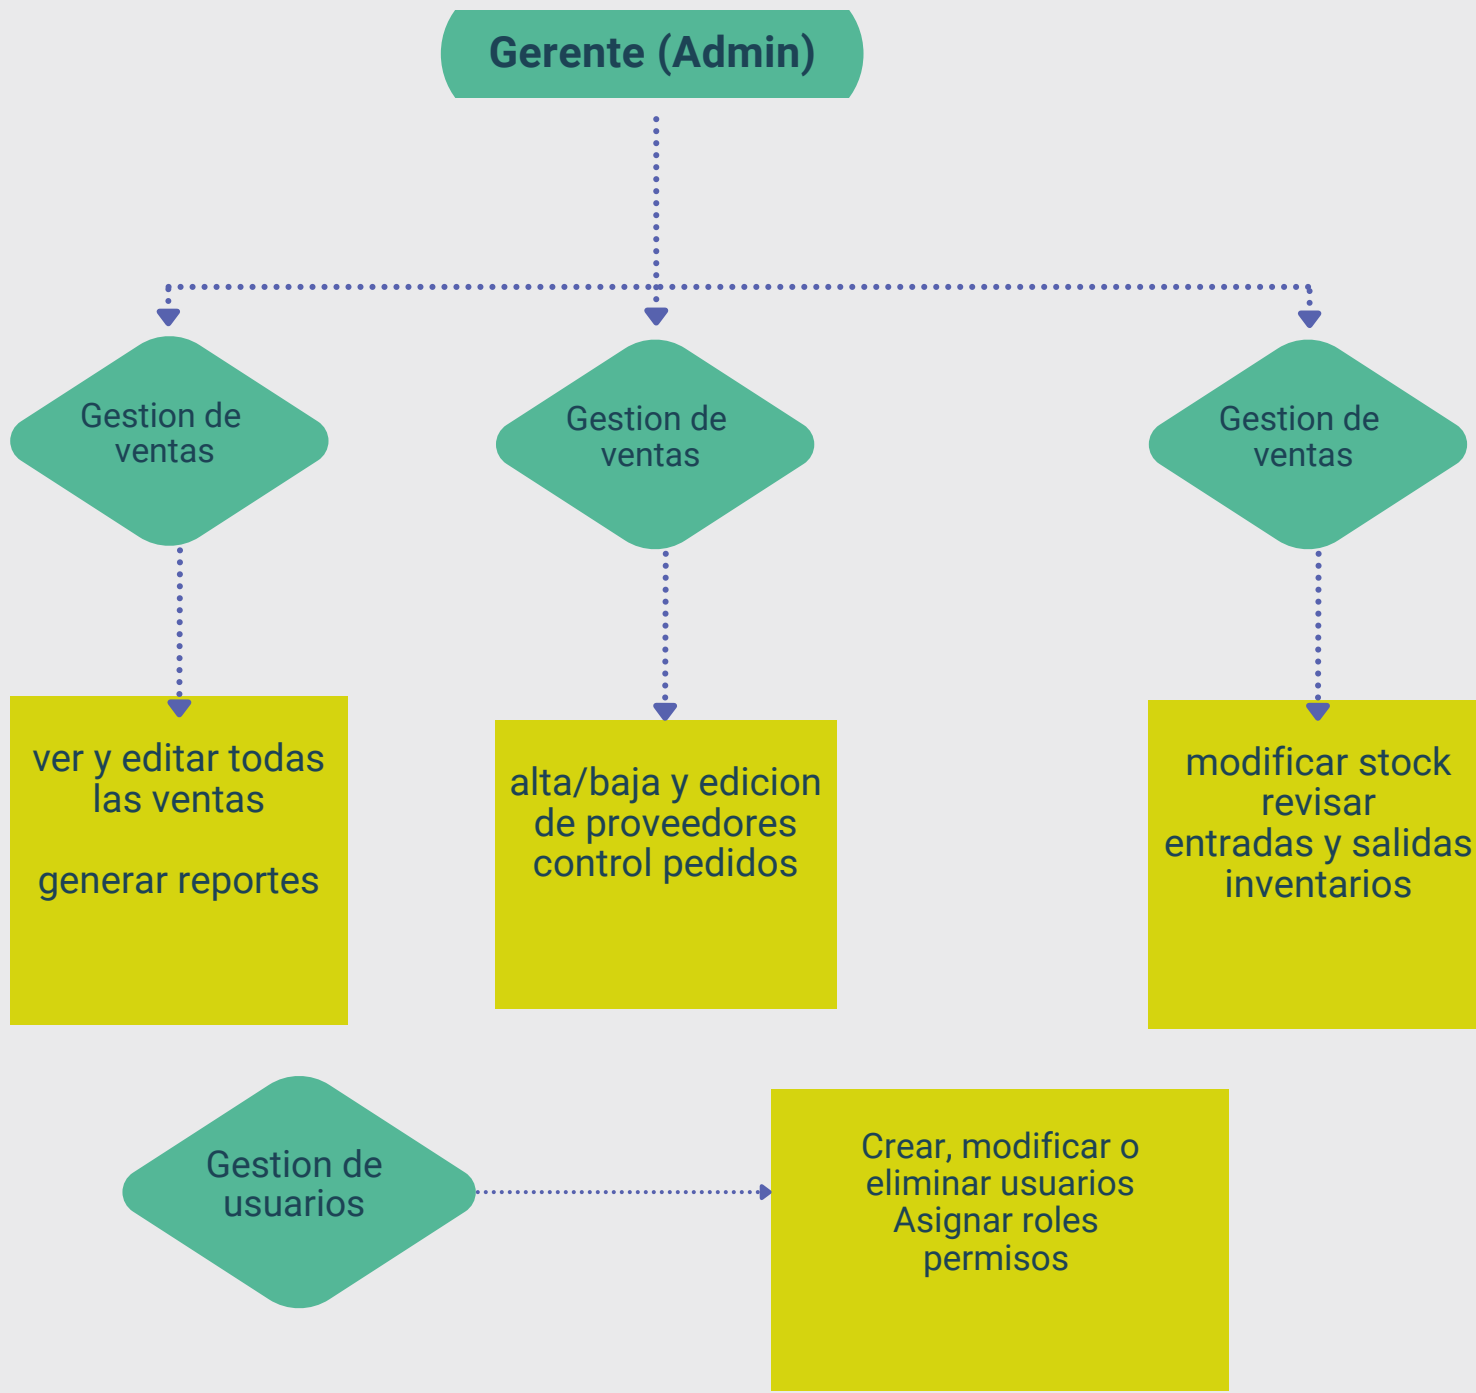 Gerente (Admin)
Gestion de
ventas
Gestion de
ventas
Gestion de
ventas
ver y editar todas
las ventas
generar reportes
alta/baja y edicion
de proveedores
control pedidos
modificar stock
revisar
entradas y salidas
inventarios
Gestion de
usuarios
Crear, modificar o
eliminar usuarios
Asignar roles
permisos